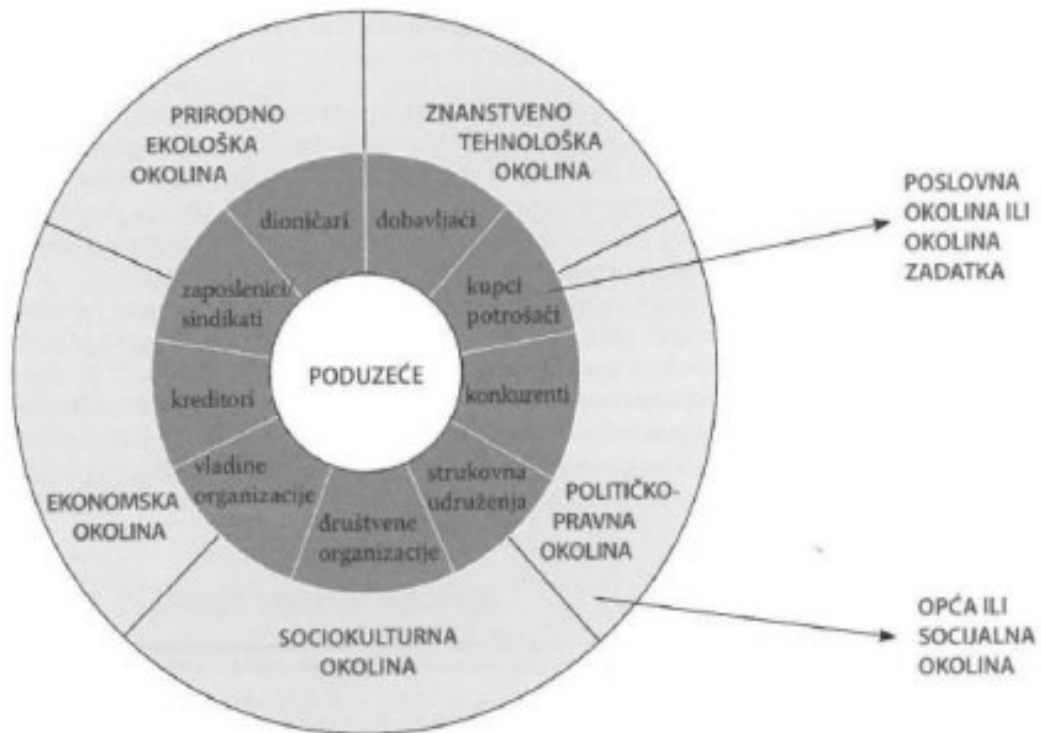 PRIRODNO
EKOLOŠKA
OKOLINA
ZNANSTVENO
TEHNOLOŠKA
OKOLINA
POSLOVNA
OKOLINA ILI
OKOLINA
ZADATKA
dioničari
dobavljači
zaposlenici/
sindikati
kupci
potrošači
PODUZEĆE
kreditori
konkurenti
vladine
organizacije
strukovna
udruženja
društvene
organizacije
EKONOMSKA
OKOLINA
POLITIČKO-
PRAVNA
OKOLINA
SOCIOKULTURNA
OKOLINA
OPĆA ILI
SOCIJALNA
OKOLINA